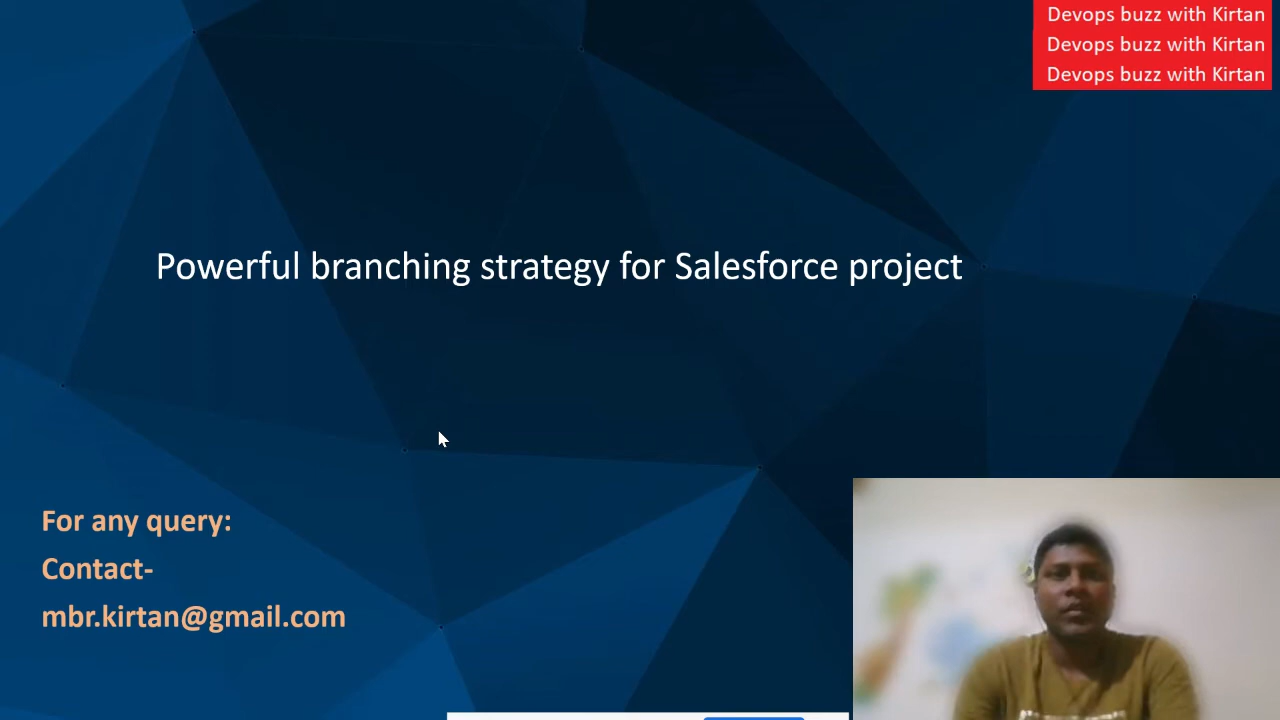 Devops buzz with Kirtan
Devops buzz with Kirtan
Devops buzz with Kirtan
Powerful branching strategy for Salesforce project
For any query:
Contact-
mbr.kirtan@gmail.com